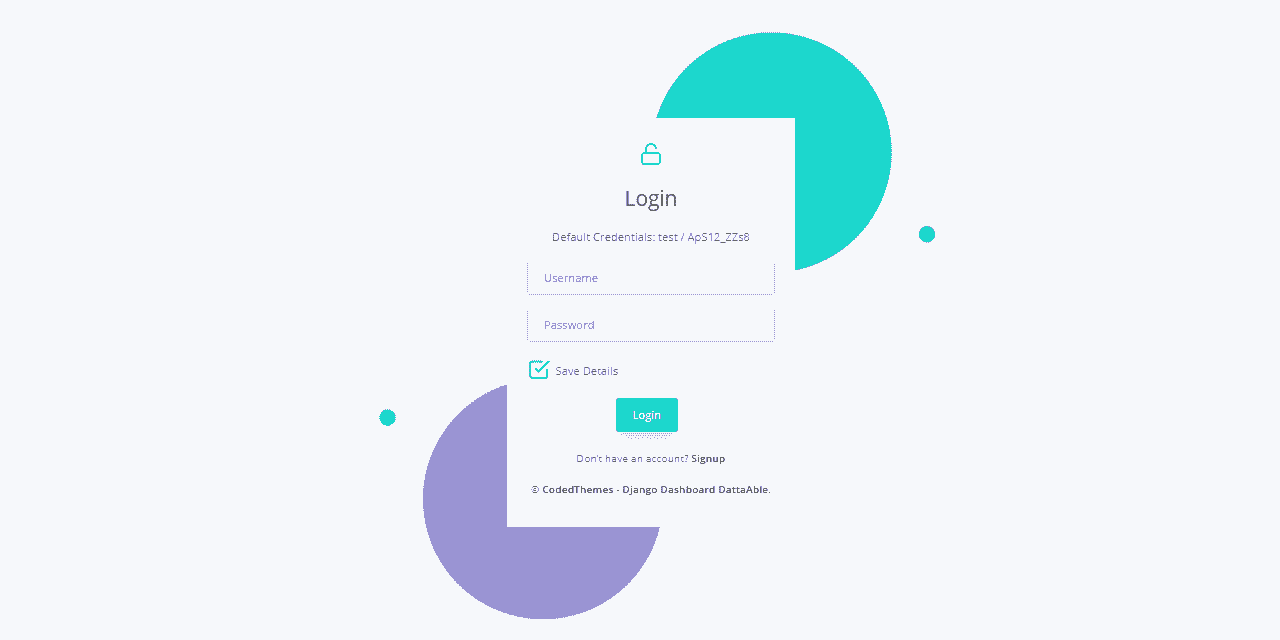 Login
Default Credentials: test / ApS12_ZZs8
Username
Password
Save Details
Login
Don't have an account? Signup
© CodedThemes - Django Dashboard DattaAble.